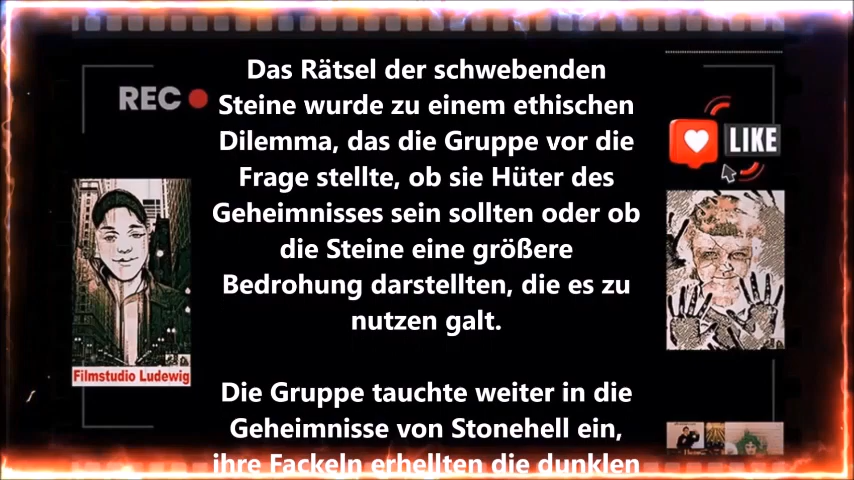 REC
LIKE
Filmstudio Ludewig
Das Rätsel der schwebenden
Steine wurde zu einem ethischen
Dilemma, das die Gruppe vor die
Frage stellte, ob sie Hüter des
Geheimnisses sein sollten oder ob
die Steine eine größere
Bedrohung darstellten, die es zu
nutzen galt.
Die Gruppe tauchte weiter in die
Geheimnisse von Stonehell ein,
ihre Fackeln erhellten die dunklen